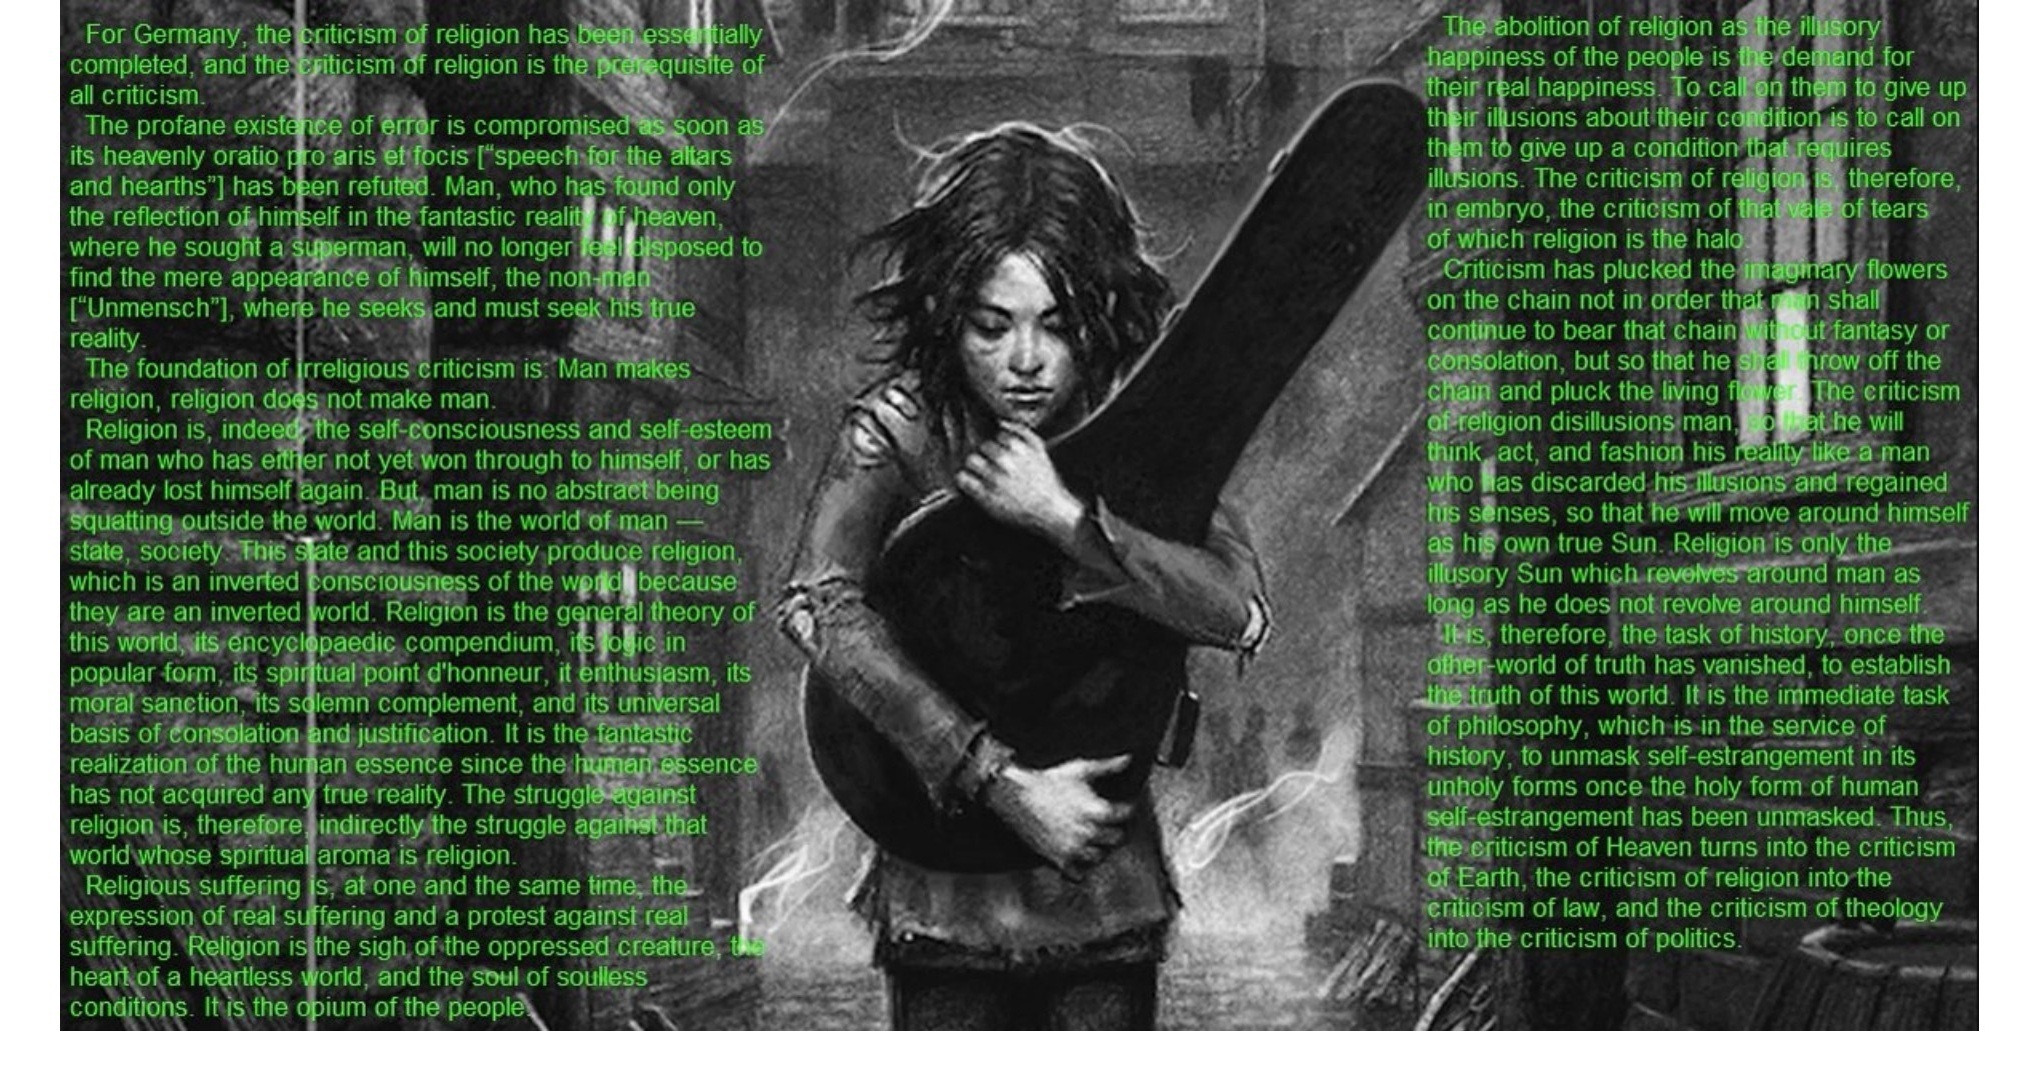 For Germany, the criticism of religion has been essentially
completed, and the criticism of religion is the prerequisite of
all criticism.
The profane existence of error is compromised as soon as
its heavenly oratio pro aris et focis [“speech for the altars
and hearths”] has been refuted. Man, who has found only
the reflection of himself in the fantastic reality of heaven,
where he sought a superman, will no longer feel disposed to
find the mere appearance of himself, the non-man
[“Unmensch”], where he seeks and must seek his true
reality.
The foundation of irreligious criticism is: Man makes
religion, religion does not make man.
Religion is, indeed, the self-consciousness and self-esteem
of man who has either not yet won through to himself, or has
already lost himself again. But, man is no abstract being
squatting outside the world. Man is the world of man —
state, society. This state and this society produce religion,
which is an inverted consciousness of the world, because
they are an inverted world. Religion is the general theory of
this world, its encyclopaedic compendium, its logic in
popular form, its spiritual point d'honneur, it enthusiasm, its
moral sanction, its solemn complement, and its universal
basis of consolation and justification. It is the fantastic
realization of the human essence since the human essence
has not acquired any true reality. The struggle against
religion is, therefore, indirectly the struggle against that
world whose spiritual aroma is religion.
Religious suffering is, at one and the same time, the
expression of real suffering and a protest against real
suffering. Religion is the sigh of the oppressed creature, the
heart of a heartless world, and the soul of soulless
conditions. It is the opium of the people.
The abolition of religion as the illusory
happiness of the people is the demand for
their real happiness. To call on them to give up
their illusions about their condition is to call on
them to give up a condition that requires
illusions. The criticism of religion is, therefore,
in embryo, the criticism of that vale of tears
of which religion is the halo.
Criticism has plucked the imaginary flowers
on the chain not in order that man shall
continue to bear that chain without fantasy or
consolation, but so that he shall throw off the
chain and pluck the living flower. The criticism
of religion disillusions man, so that he will
think, act, and fashion his reality like a man
who has discarded his illusions and regained
his senses, so that he will move around himself
as his own true Sun. Religion is only the
illusory Sun which revolves around man as
long as he does not revolve around himself.
It is, therefore, the task of history, once the
other-world of truth has vanished, to establish
the truth of this world. It is the immediate task
of philosophy, which is in the service of
history, to unmask self-estrangement in its
unholy forms once the holy form of human
self-estrangement has been unmasked. Thus,
the criticism of Heaven turns into the criticism
of Earth, the criticism of religion into the
criticism of law, and the criticism of theology
into the criticism of politics.